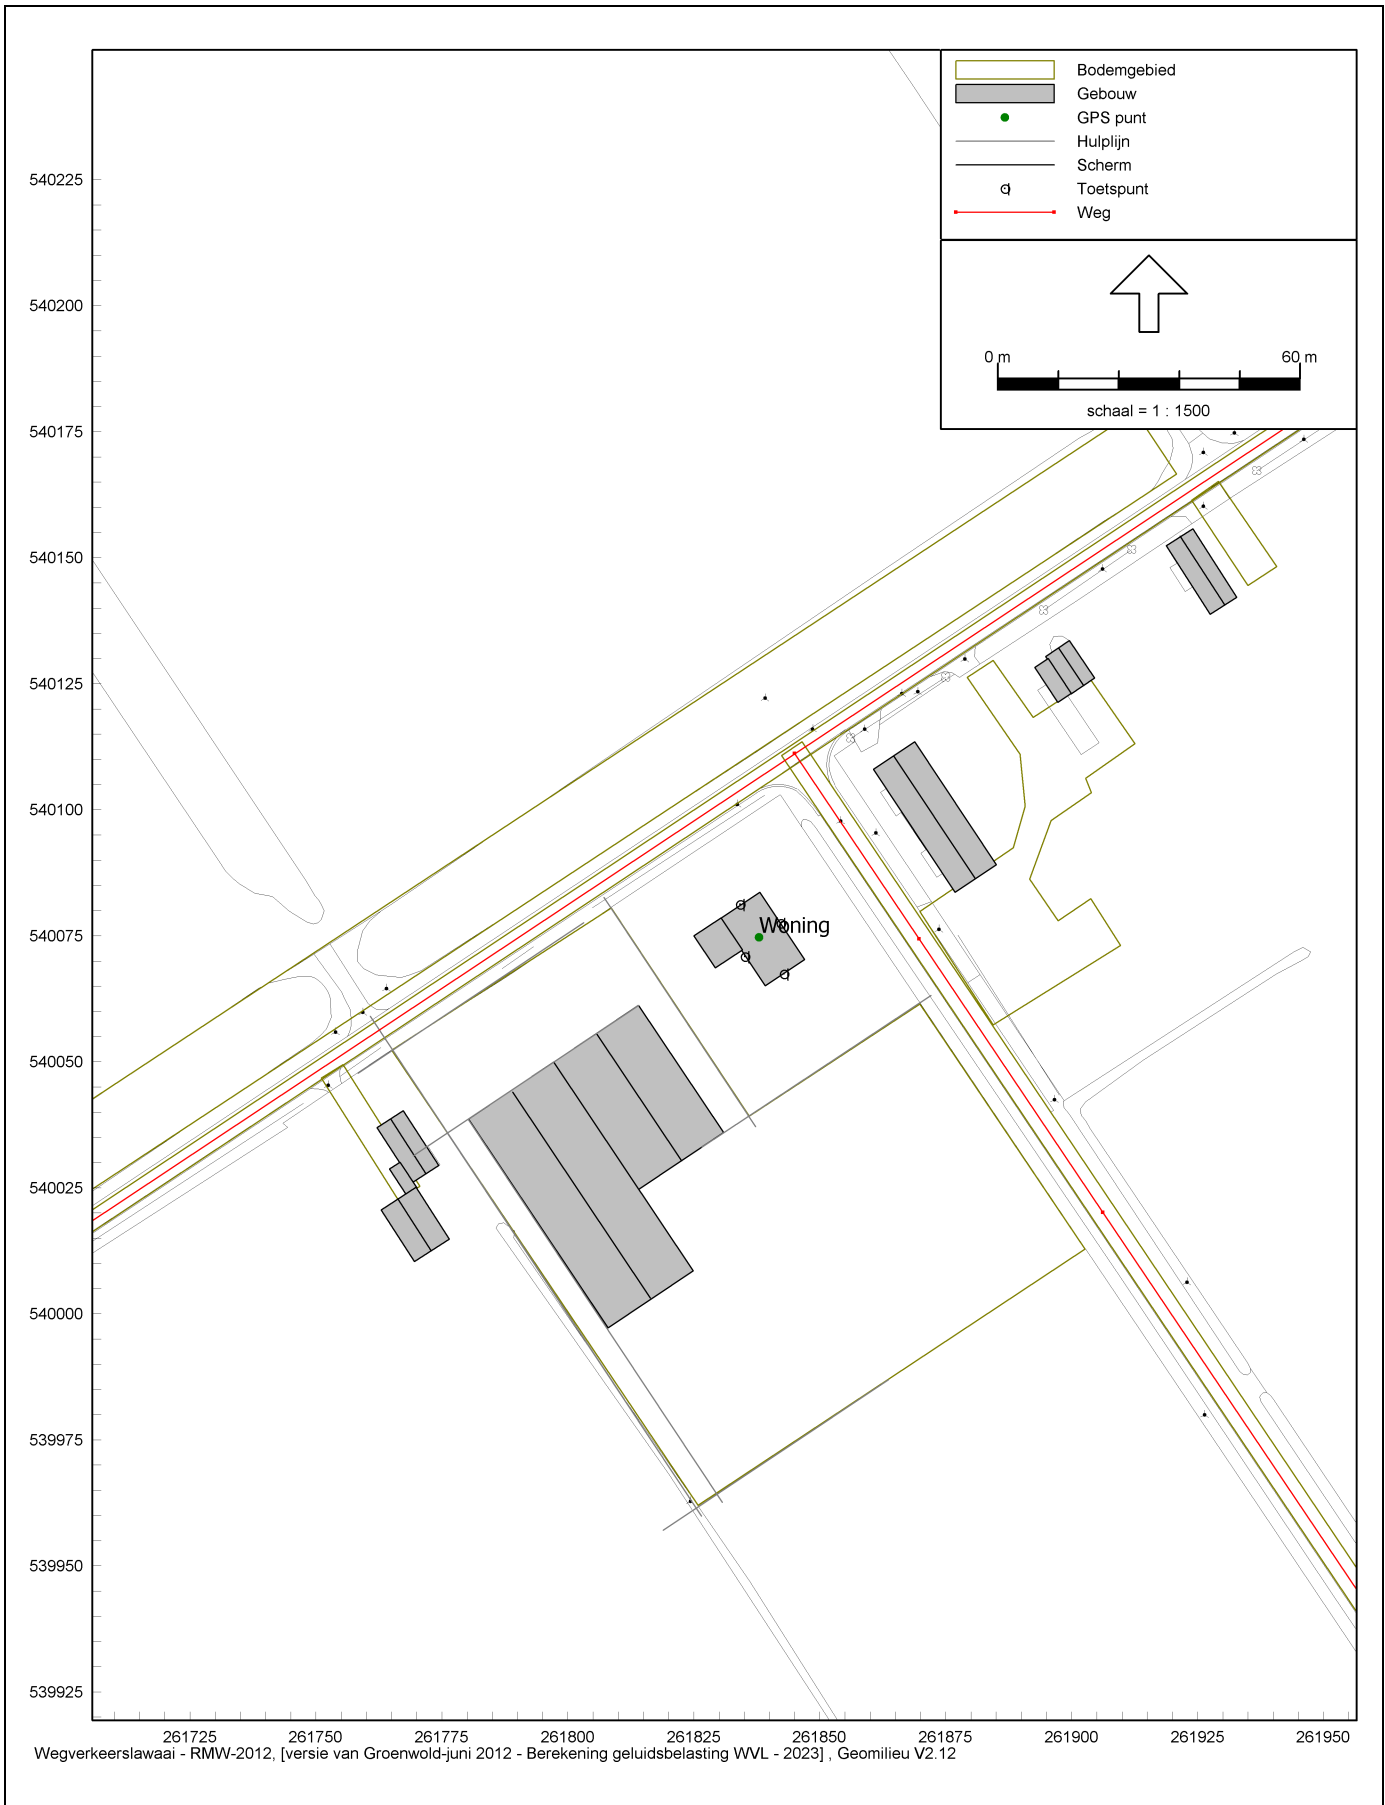 Bodemgebied
Gebouw
GPS punt
Hulplijn
Scherm
Toetspunt
Weg
0 m 60 m
schaal = 1 : 1500
540225
540200
540175
540150
540125
540100
540075
540050
540025
540000
539975
539950
539925
Woning
261725 261750 261775 261800 261825 261850 261875 261900 261925 261950
Wegverkeerslawaai - RMW-2012, [versie van Groenwold-juni 2012 - Berekening geluidsbelasting WVL - 2023] , Geomilieu V2.12